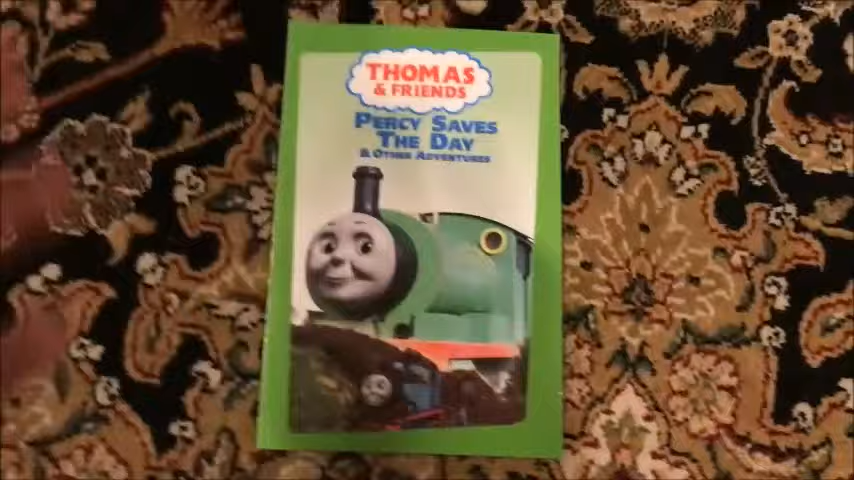 THOMAS
& FRIENDS
PERCY SAVES
THE DAY
& OTHER ADVENTURES